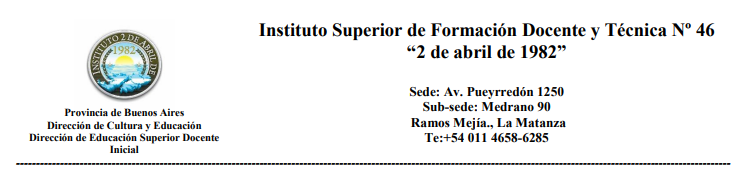 Instituto Superior de Formación Docente y Técnica Nº 46
“2 de abril de 1982”
INSTITUTO 2 DE ABRIL DE
1982
Provincia de Buenos Aires
Dirección de Cultura y Educación
Dirección de Educación Superior Docente
Inicial
Sede: Av. Pueyrredón 1250
Sub-sede: Medrano 90
Ramos Mejía., La Matanza
Te:+54 011 4658-6285